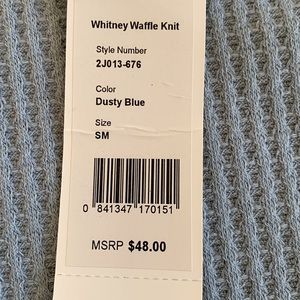 Whitney Waffle Knit
Style Number
2J013-676
Color
Dusty Blue
Size
SM
0 841347 170151
MSRP $48.00